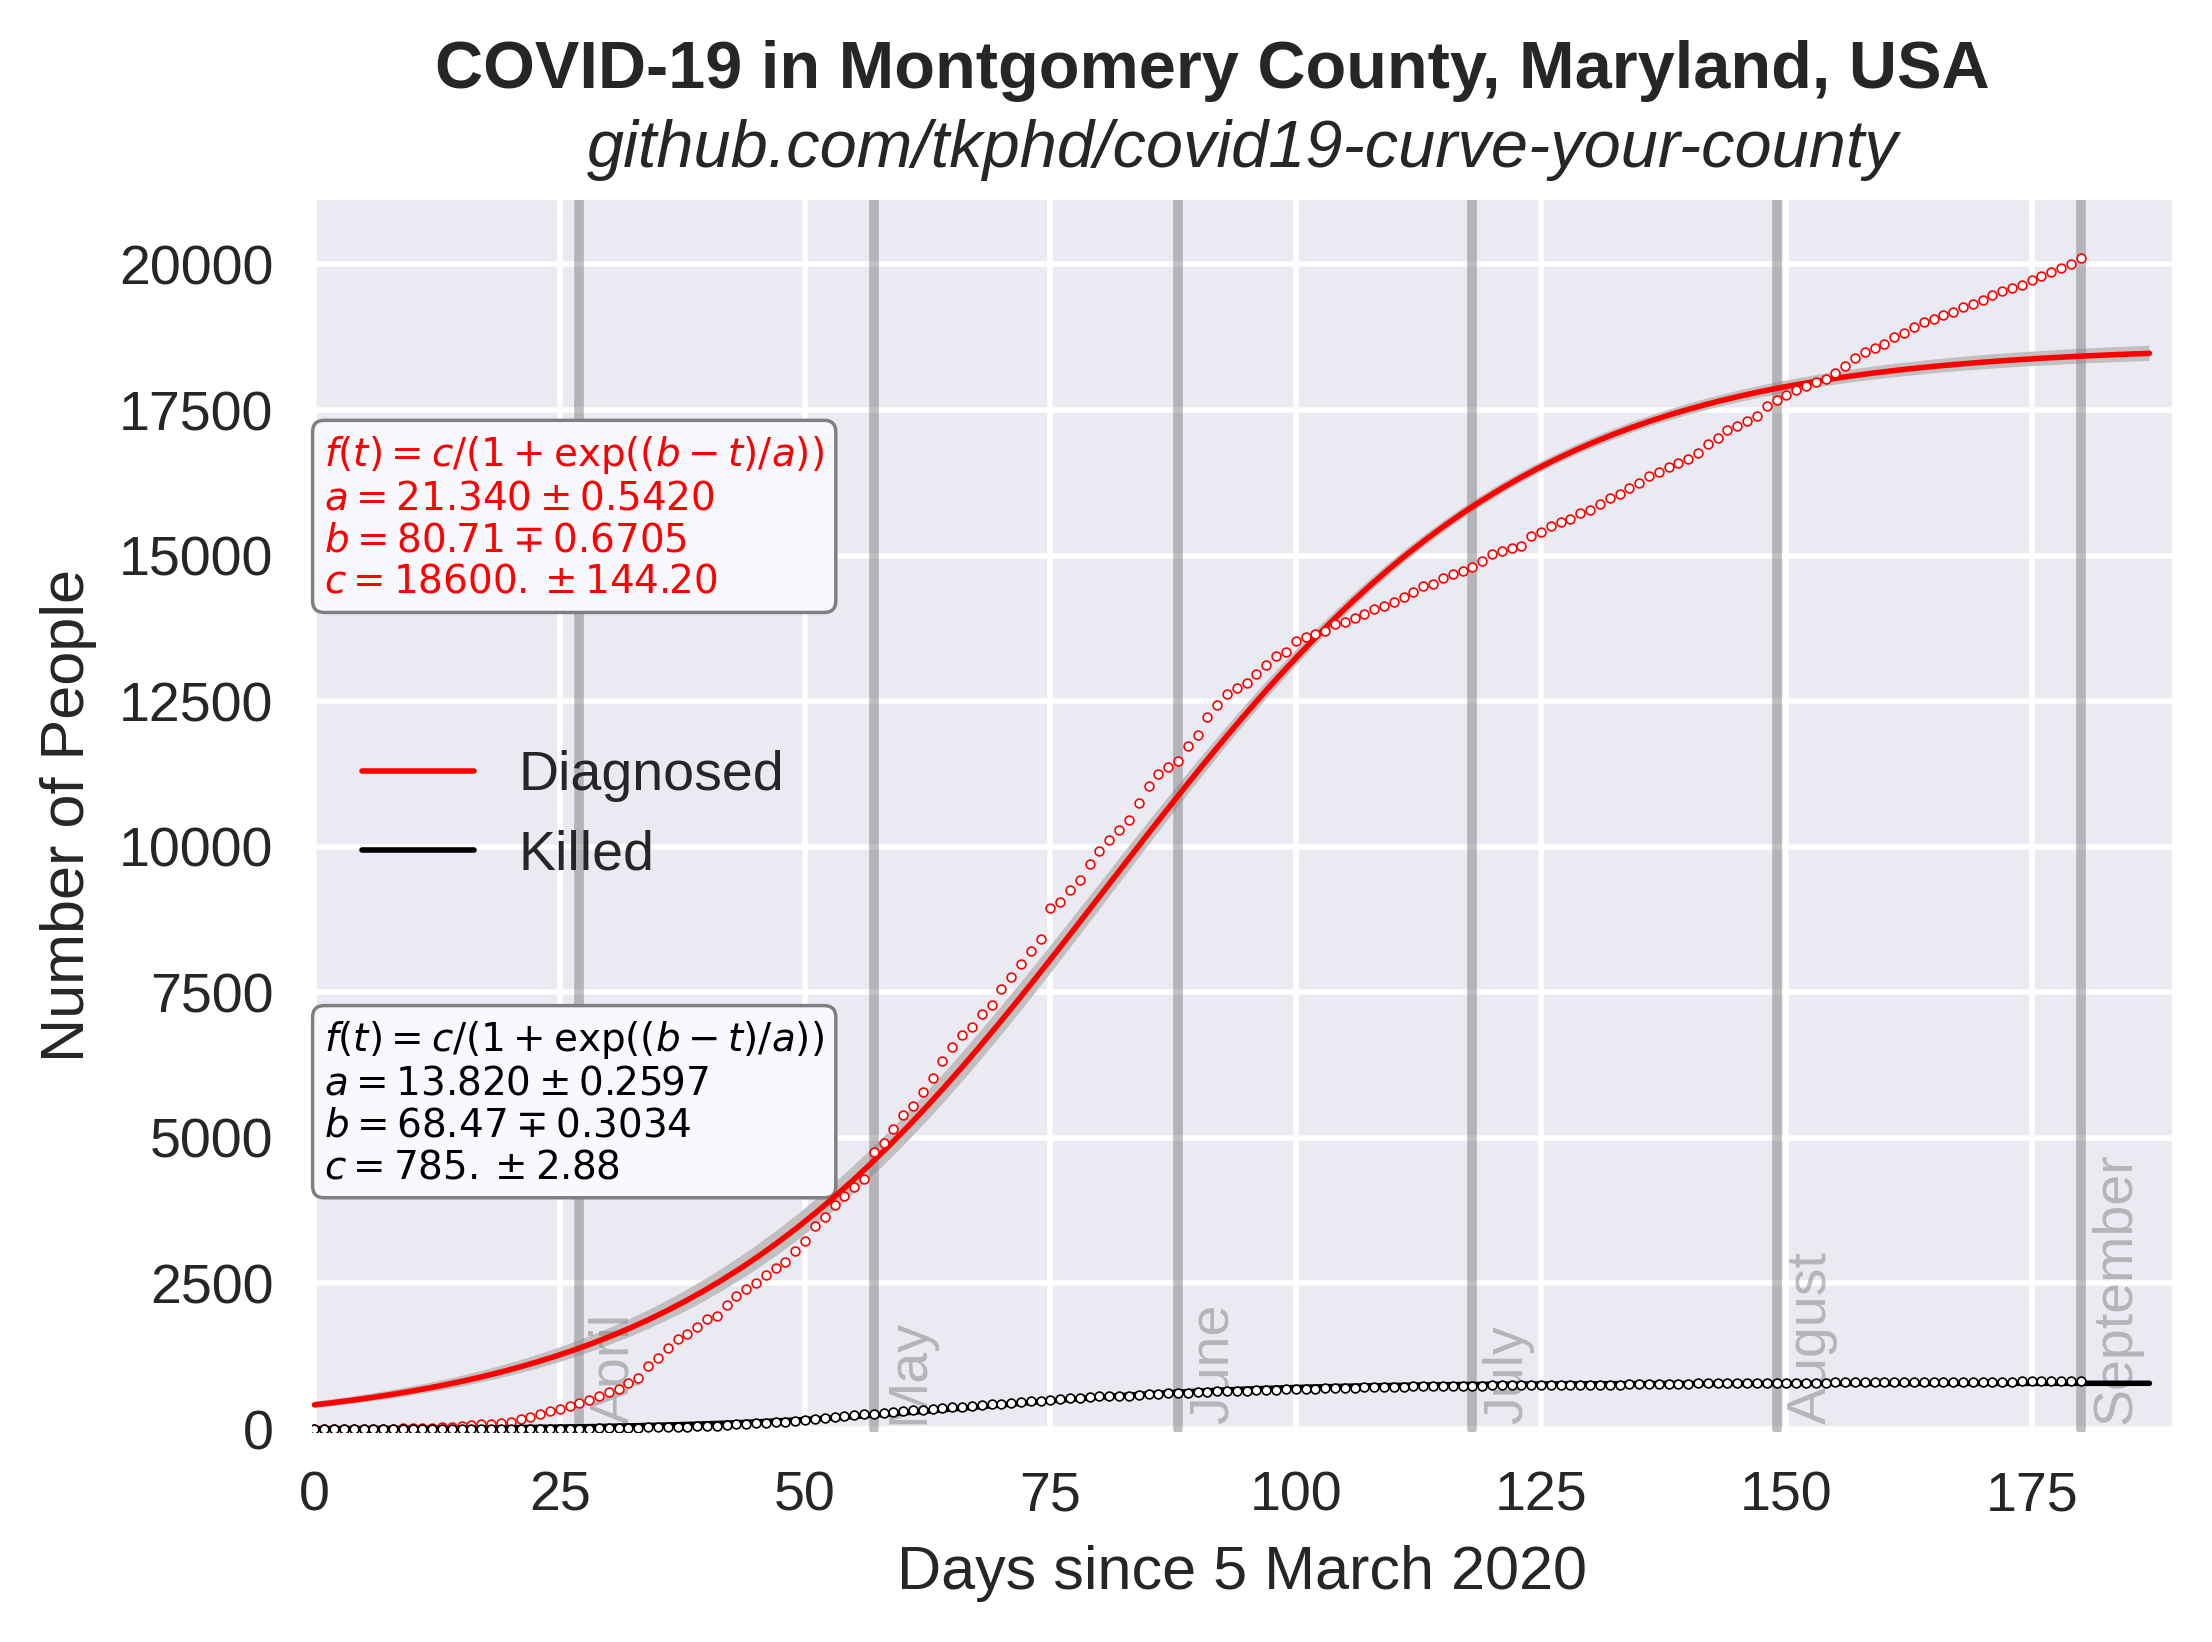 COVID-19 in Montgomery County, Maryland, USA
github.com/tkphd/covid19-curve-your-county
Number of People
20000
17500
15000
12500
10000
7500
5000
2500
0
f(t) = c/(1 + exp((b − t)/a))
a = 21.340 ± 0.5420
b = 80.71 ∓ 0.6705
c = 18600. ± 144.20
Diagnosed
Killed
f(t) = c/(1 + exp((b − t)/a))
a = 13.820 ± 0.2597
b = 68.47 ∓ 0.3034
c = 785. ± 2.88
April
May
June
July
August
September
0 25 50 75 100 125 150 175
Days since 5 March 2020